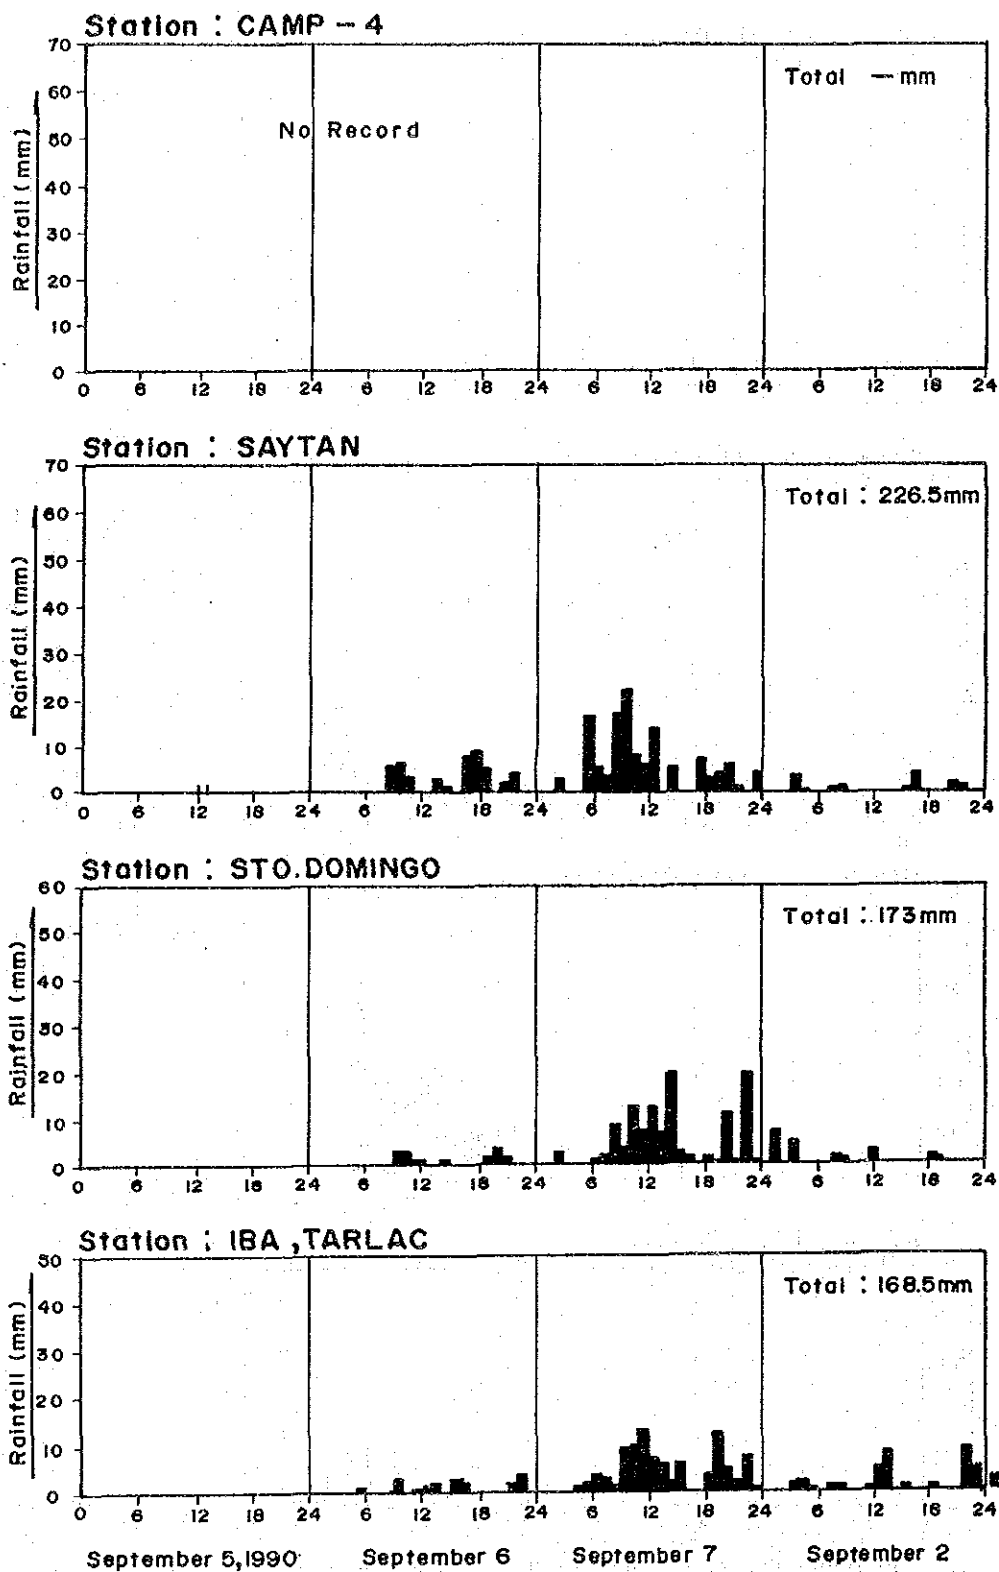 Station : CAMP - 4
Total - mm
No Record
Rainfall (mm)
70
60
50
40
30
20
10
0
0 6 12 18 24 6 12 18 24 6 12 18 24 6 12 18 24
Station : SAYTAN
Total : 226.5mm
Rainfall (mm)
70
60
50
40
30
20
10
0
0 6 12 18 24 6 12 18 24 6 12 18 24 6 12 18 24
Station : STO. DOMINGO
Total : 173mm
Rainfall (mm)
60
50
40
30
20
10
0
0 6 12 18 24 6 12 18 24 6 12 18 24 6 12 18 24
Station : IBA , TARLAC
Total : 168.5mm
Rainfall (mm)
50
40
30
20
10
0
0 6 12 18 24 6 12 18 24 6 12 18 24 6 12 18 24
September 5,1990 September 6 September 7 September 2